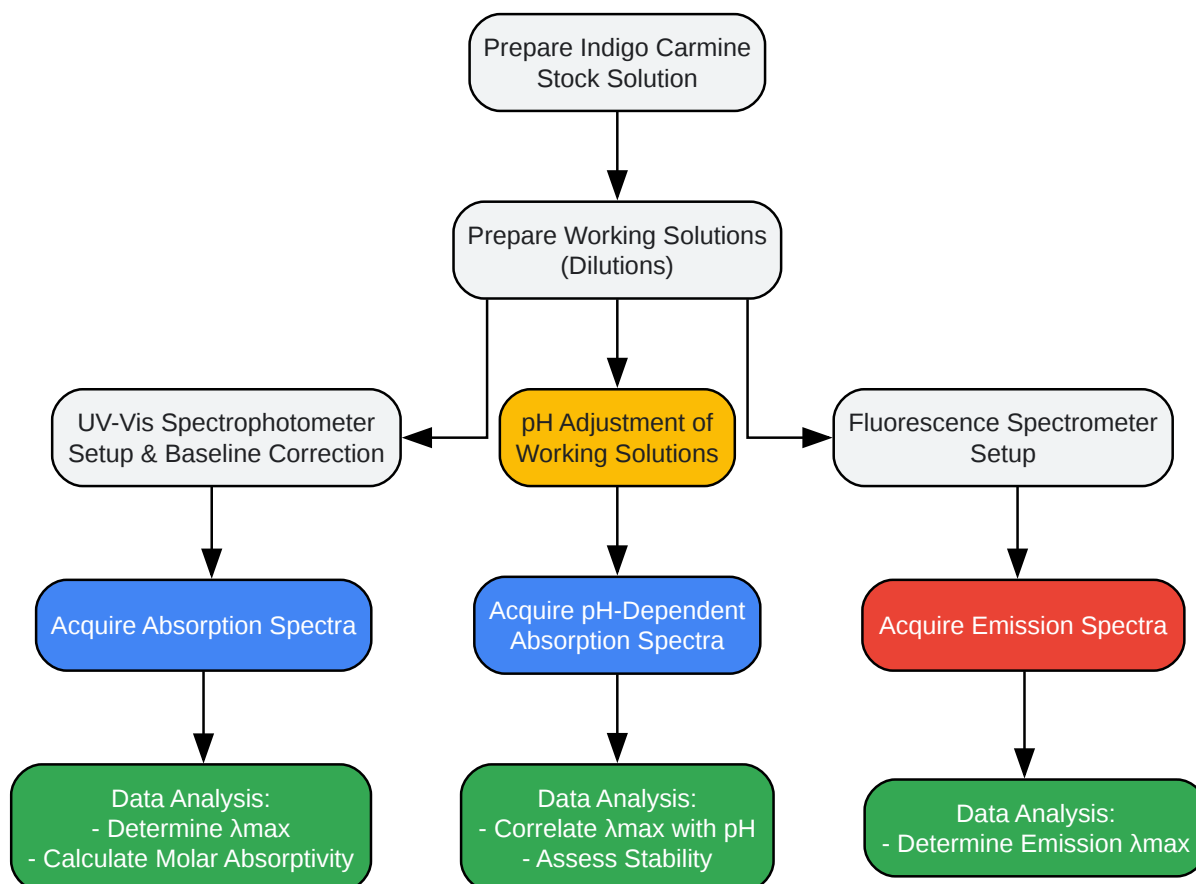 Prepare Indigo Carmine
Stock Solution
Prepare Working Solutions
(Dilutions)
UV-Vis Spectrophotometer
Setup & Baseline Correction
pH Adjustment of
Working Solutions
Fluorescence Spectrometer
Setup
Acquire Absorption Spectra
Acquire pH-Dependent
Absorption Spectra
Acquire Emission Spectra
Data Analysis:
- Determine λmax
- Calculate Molar Absorptivity
Data Analysis:
- Correlate λmax with pH
- Assess Stability
Data Analysis:
- Determine Emission λmax